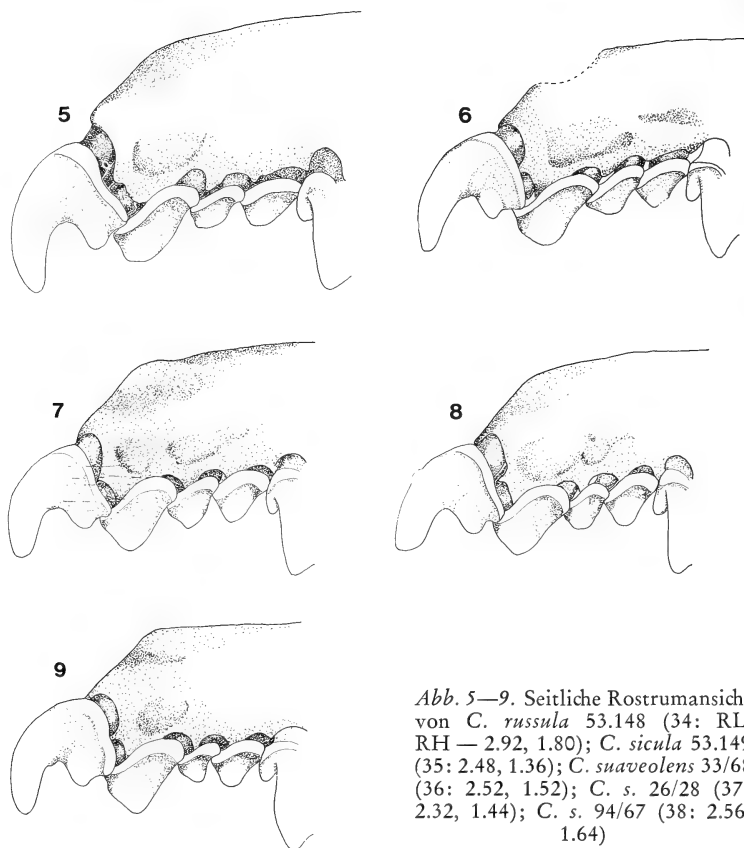 5
6
7
8
9
Abb. 5—9. Seitliche Rostrumansich
von C. russula 53.148 (34: RL
RH — 2.92, 1.80); C. sicula 53.149
(35: 2.48, 1.36); C. suaveolens 33/68
(36: 2.52, 1.52); C. s. 26/28 (37
2.32, 1.44); C. s. 94/67 (38: 2.56
1.64)